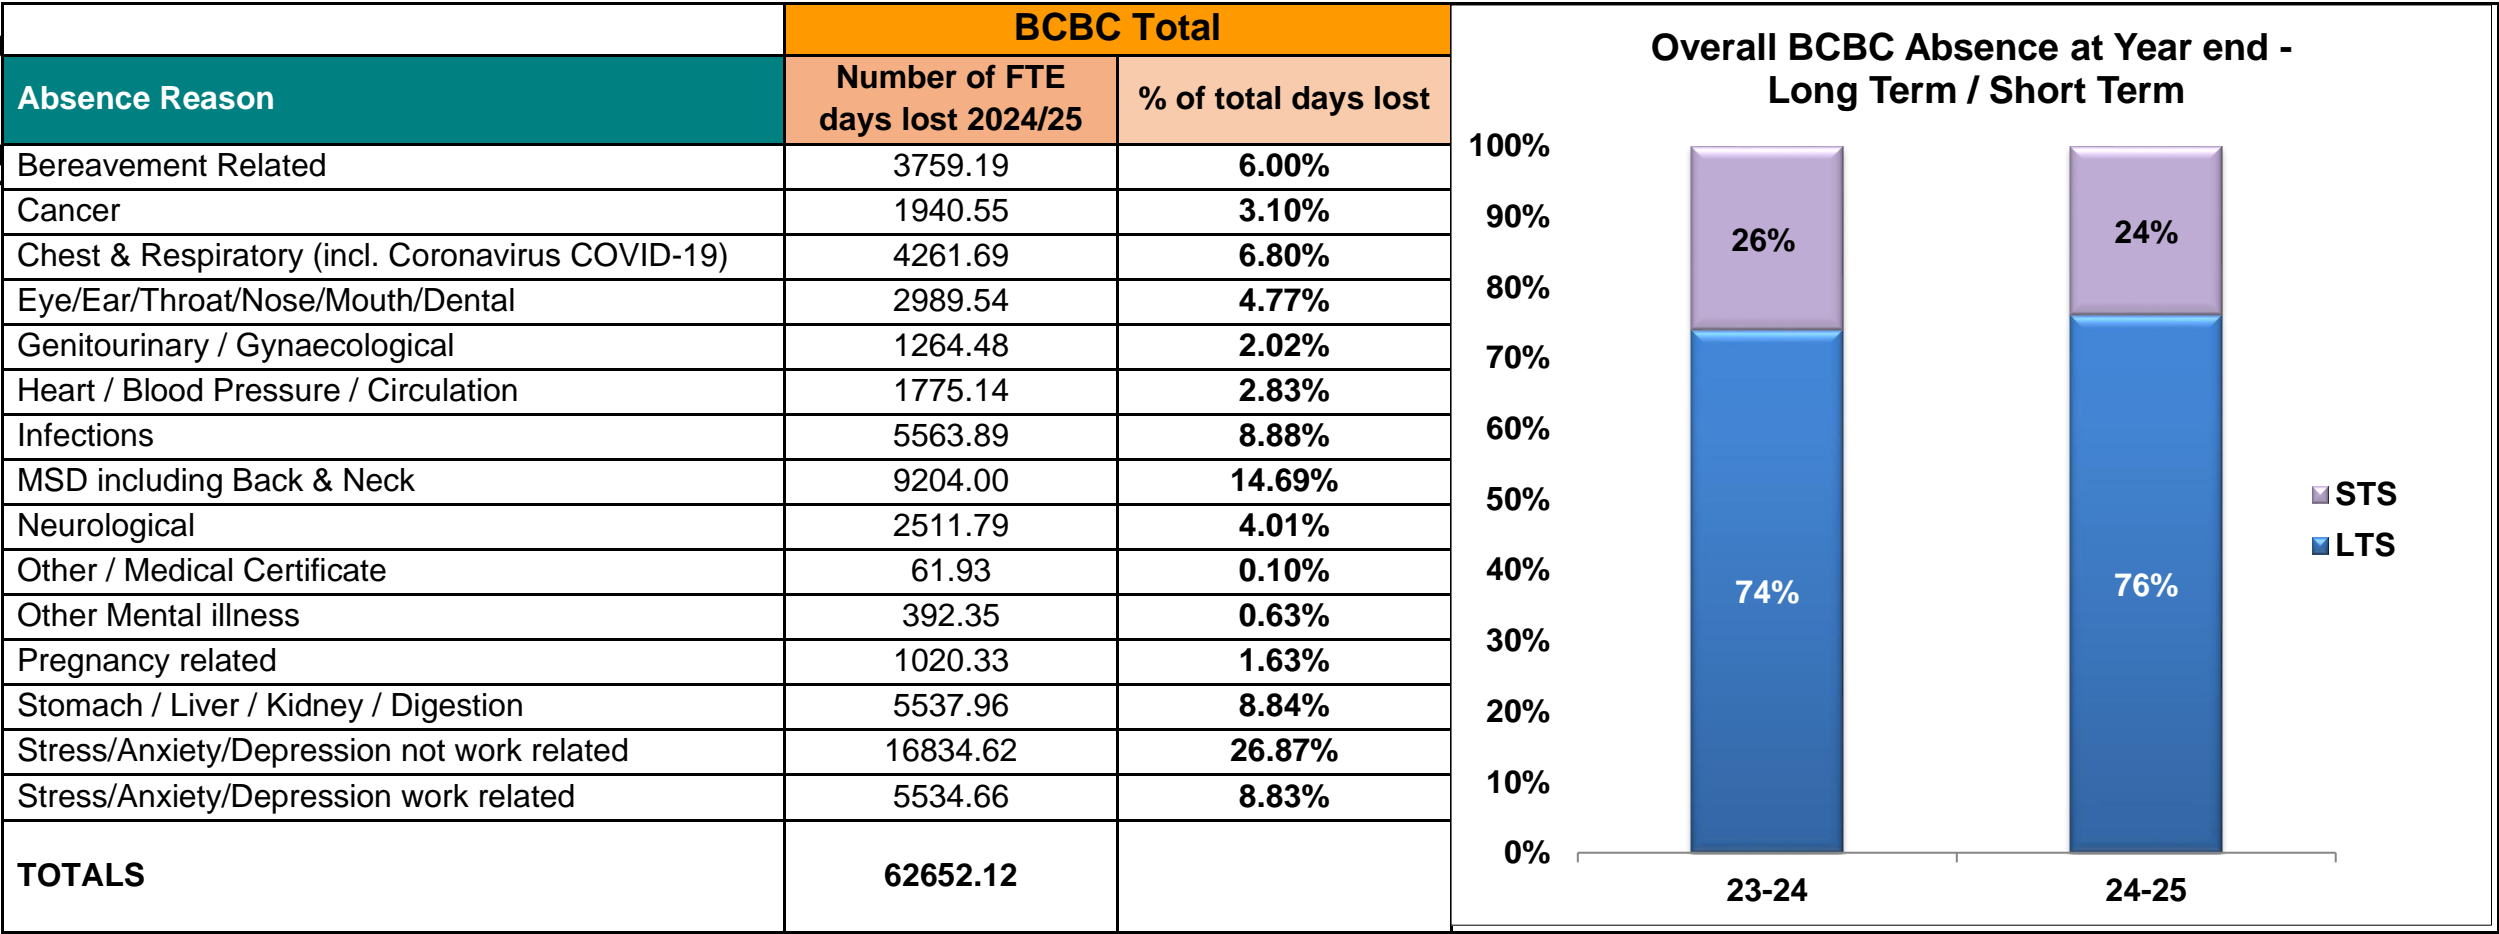 BCBC Total
Absence Reason
Number of FTE
days lost 2024/25
% of total days lost
Bereavement Related 3759.19 6.00%
Cancer 1940.55 3.10%
Chest & Respiratory (incl. Coronavirus COVID-19) 4261.69 6.80%
Eye/Ear/Throat/Nose/Mouth/Dental 2989.54 4.77%
Genitourinary / Gynaecological 1264.48 2.02%
Heart / Blood Pressure / Circulation 1775.14 2.83%
Infections 5563.89 8.88%
MSD including Back & Neck 9204.00 14.69%
Neurological 2511.79 4.01%
Other / Medical Certificate 61.93 0.10%
Other Mental illness 392.35 0.63%
Pregnancy related 1020.33 1.63%
Stomach / Liver / Kidney / Digestion 5537.96 8.84%
Stress/Anxiety/Depression not work related 16834.62 26.87%
Stress/Anxiety/Depression work related 5534.66 8.83%
TOTALS 62652.12
Overall BCBC Absence at Year end -
Long Term / Short Term
100%
90%
80%
70%
60%
50%
40%
30%
20%
10%
0%
26%
24%
74%
76%
23-24
24-25
STS
LTS